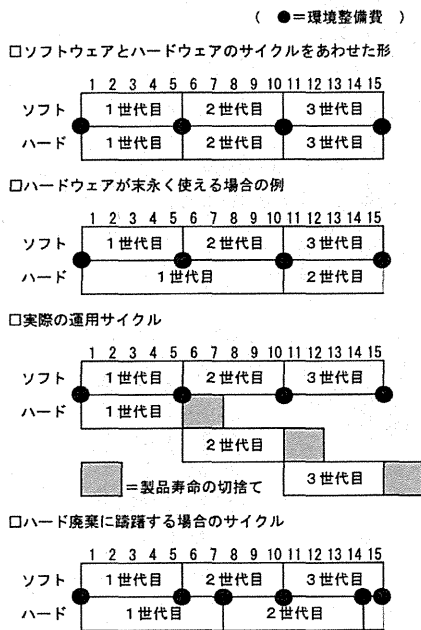 ( ●=環境整備費 )
□ソフトウェアとハードウェアのサイクルをあわせた形
1 2 3 4 5 6 7 8 9 10 11 12 13 14 15
ソフト 1世代目 2世代目 3世代目
ハード 1世代目 2世代目 3世代目
□ハードウェアが末永く使える場合の例
1 2 3 4 5 6 7 8 9 10 11 12 13 14 15
ソフト 1世代目 2世代目 3世代目
ハード 1世代目 2世代目
□実際の運用サイクル
1 2 3 4 5 6 7 8 9 10 11 12 13 14 15
ソフト 1世代目 2世代目 3世代目
ハード 1世代目
2世代目
3世代目
=製品寿命の切捨て
□ハード廃棄に躊躇する場合のサイクル
1 2 3 4 5 6 7 8 9 10 11 12 13 14 15
ソフト 1世代目 2世代目 3世代目
ハード 1世代目 2世代目